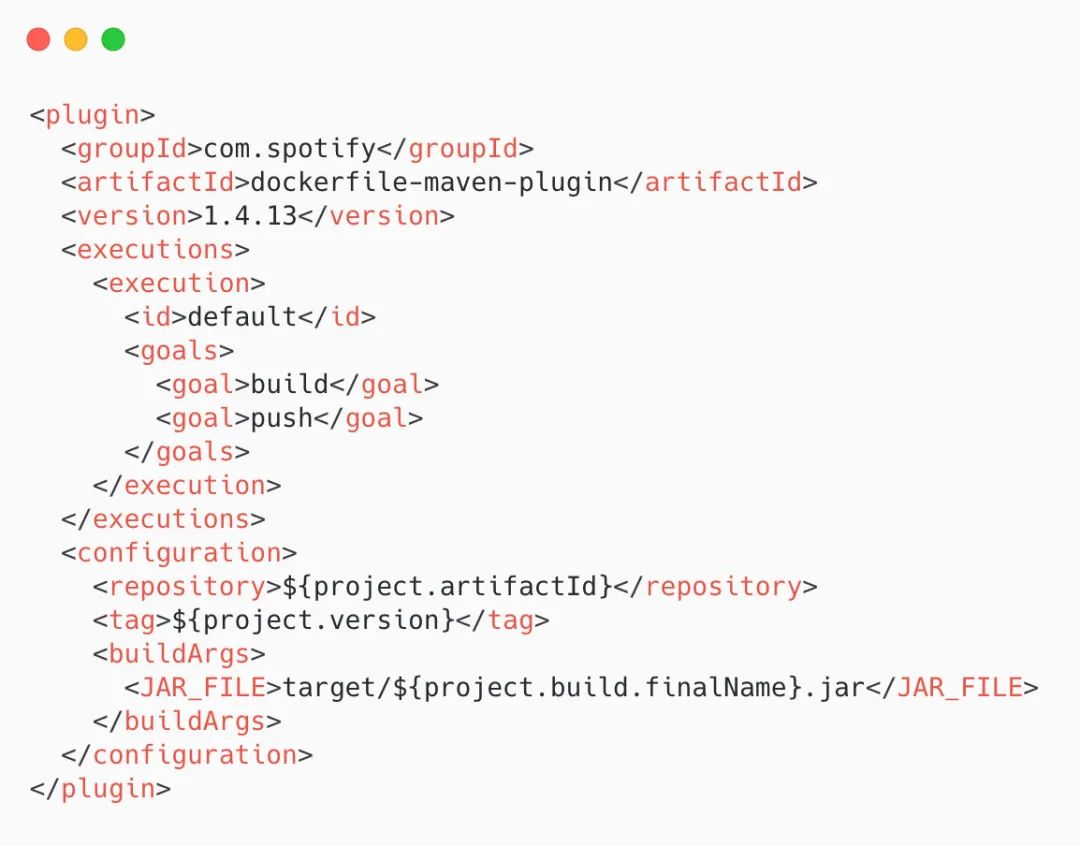 <plugin>
  <groupId>com.spotify</groupId>
  <artifactId>dockerfile-maven-plugin</artifactId>
  <version>1.4.13</version>
  <executions>
    <execution>
      <id>default</id>
      <goals>
        <goal>build</goal>
        <goal>push</goal>
      </goals>
    </execution>
  </executions>
  <configuration>
    <repository>${project.artifactId}</repository>
    <tag>${project.version}</tag>
    <buildArgs>
      <JAR_FILE>target/${project.build.finalName}.jar</JAR_FILE>
    </buildArgs>
  </configuration>
</plugin>